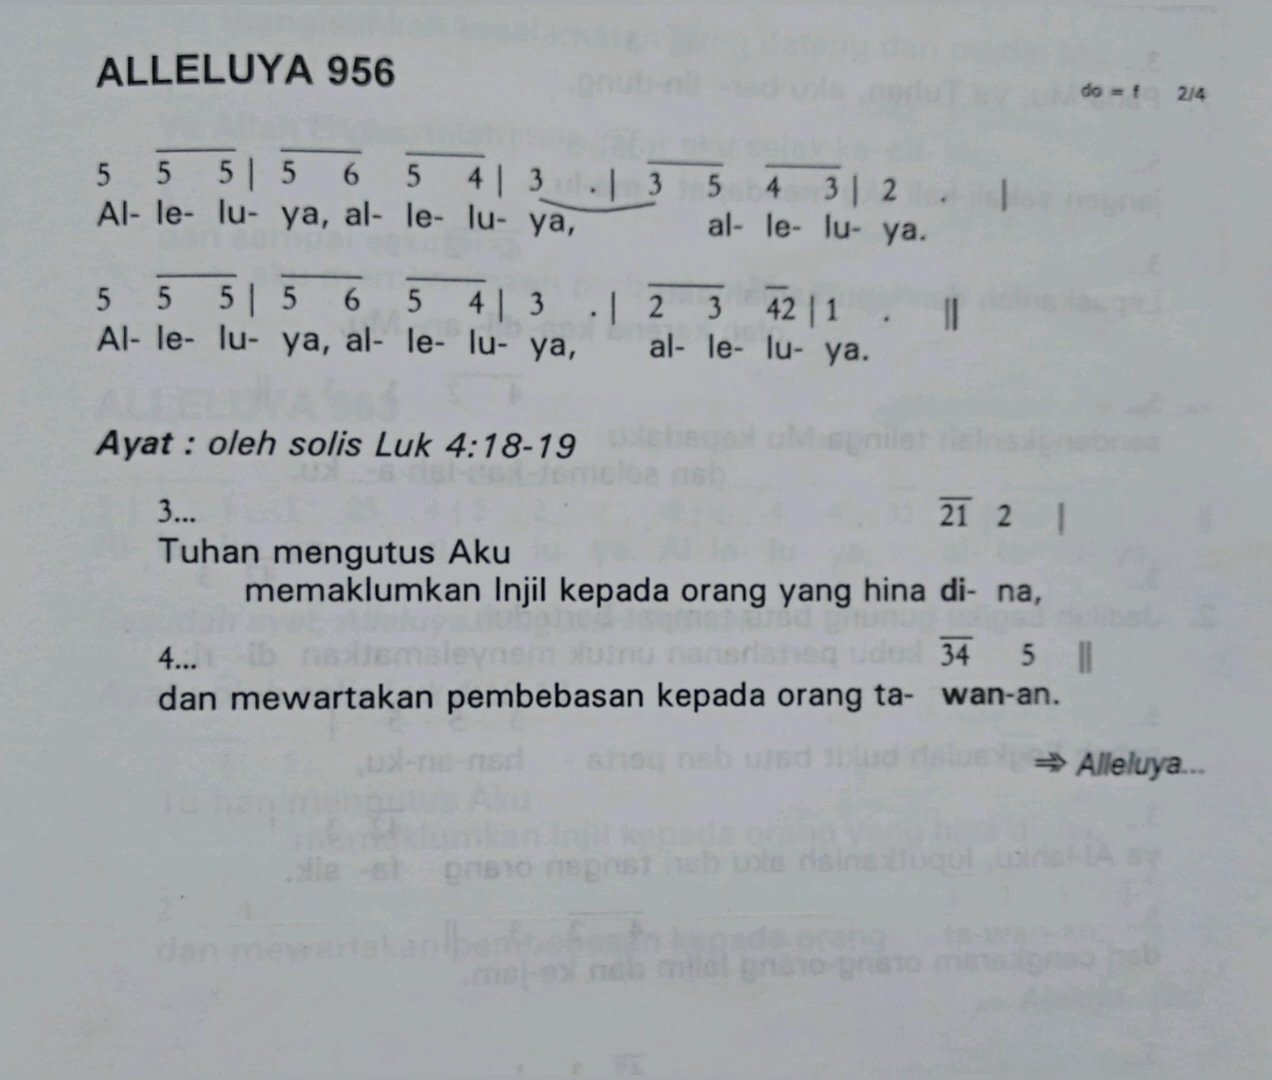 ALLELUYA 956
do = f 2/4
5 5 5 | 5 6 5 4 | 3 . | 3 5 4 3 | 2 . |
Al- le- lu- ya, al- le- lu- ya, al- le- lu- ya.
5 5 5 | 5 6 5 4 | 3 . | 2 3 42 | 1 . ||
Al- le- lu- ya, al- le- lu- ya, al- le- lu- ya.
Ayat : oleh solis Luk 4:18-19
3... 21 2 |
Tuhan mengutus Aku
memaklumkan Injil kepada orang yang hina di- na,
4... 34 5 ||
dan mewartakan pembebasan kepada orang ta- wan-an.
⇒ Alleluya...